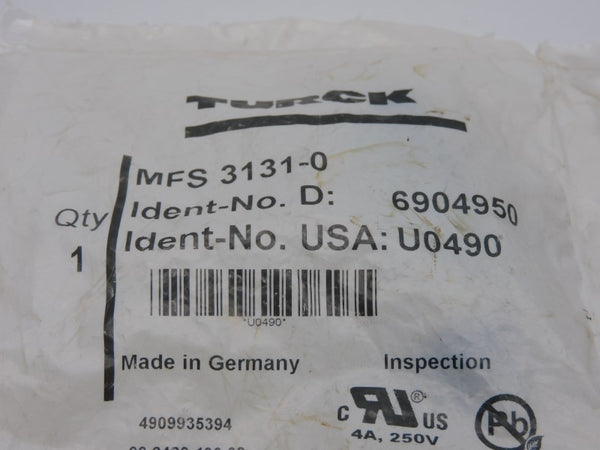 TURCK
MFS 3131-0
Ident-No. D: 6904950
Qty
1
Ident-No. USA: U0490
*U0490*
Made in Germany
Inspection
4909935394
c RU US
4A, 250V
Pb